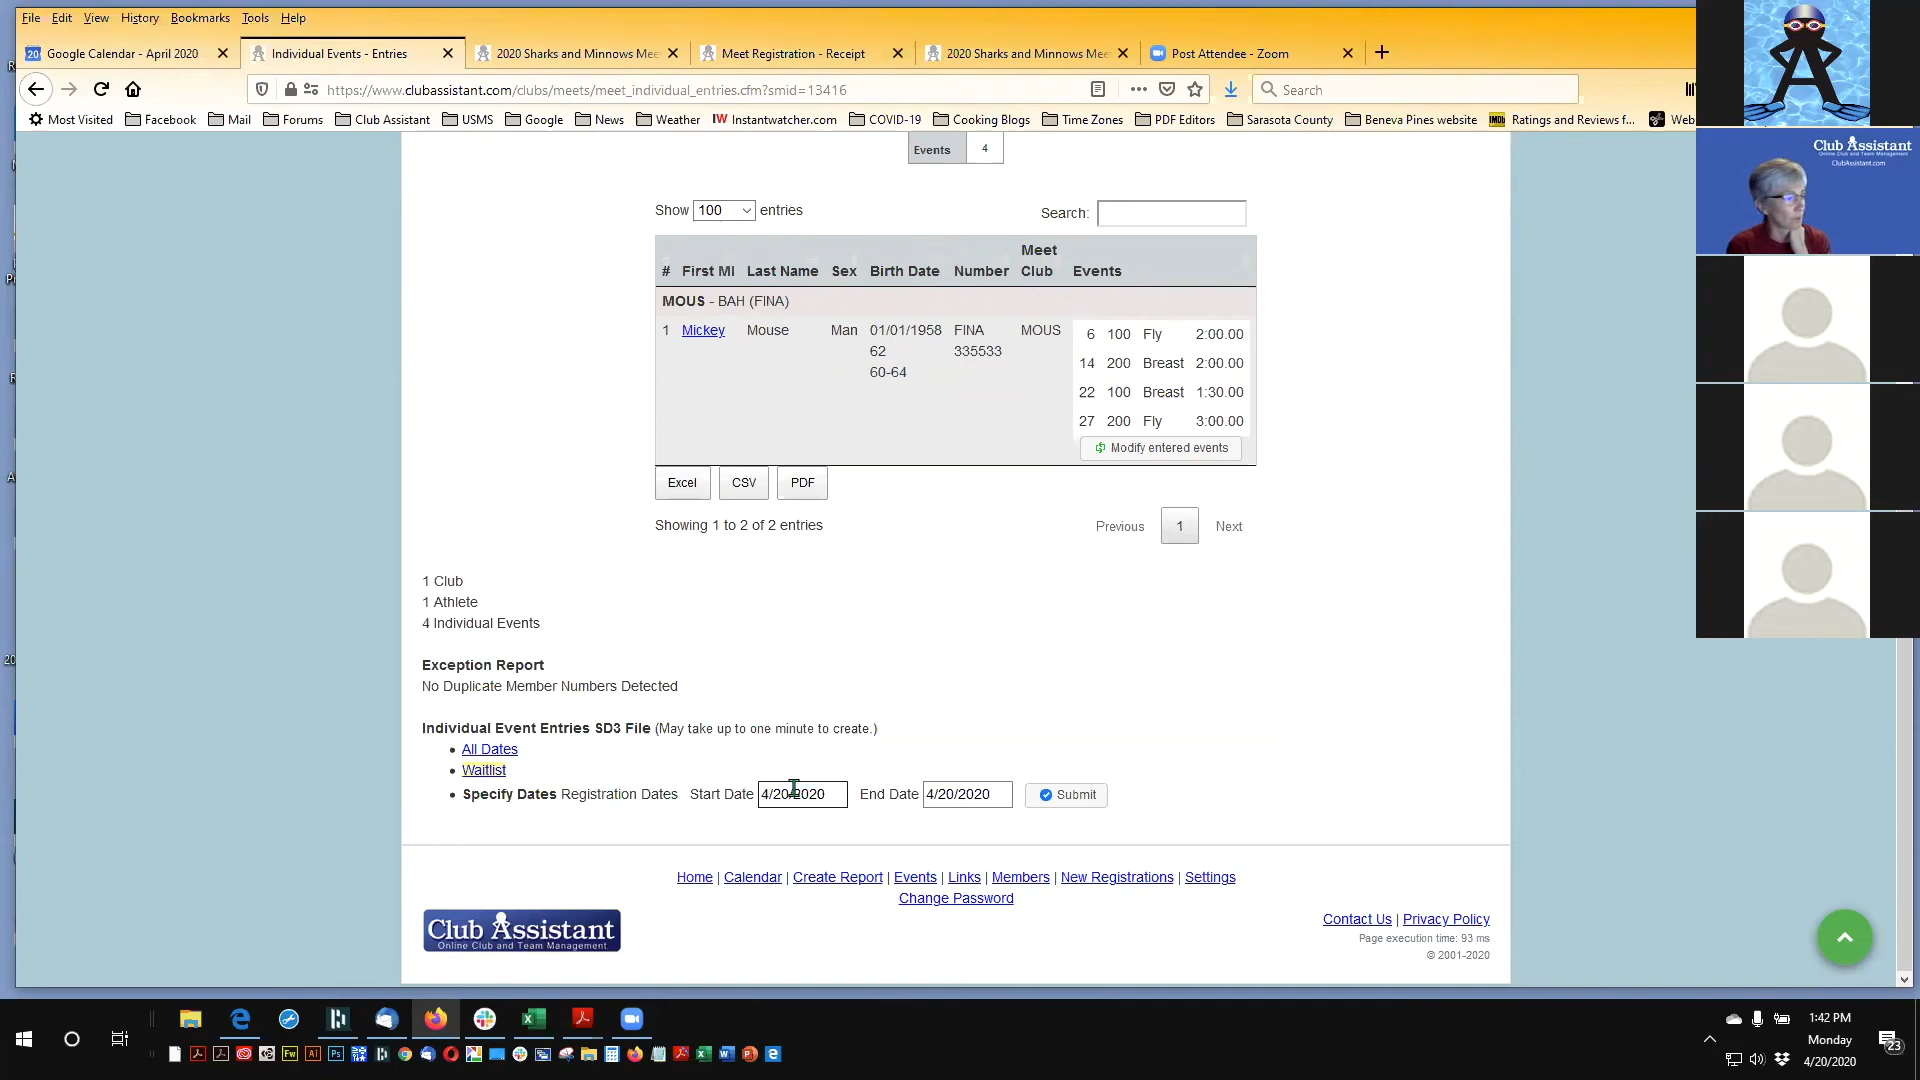 File Edit View History Bookmarks Tools Help
Google Calendar - April 2020
Individual Events - Entries
2020 Sharks and Minnows Mee
Meet Registration - Receipt
2020 Sharks and Minnows Mee
Post Attendee - Zoom
https://www.clubassistant.com/clubs/meets/meet_individual_entries.cfm?smid=13416
Search
Most Visited Facebook Mail Forums Club Assistant USMS Google News Weather Instantwatcher.com COVID-19 Cooking Blogs Time Zones PDF Editors Sarasota County Beneva Pines website Ratings and Reviews f... Web
Club Assistant
Online Club and Team Management
ClubAssistant.com
Events 4
Show 100 entries
Search:
# First MI Last Name Sex Birth Date Number Meet Club Events
MOUS - BAH (FINA)
1 Mickey Mouse Man 01/01/1958 FINA MOUS
62 335533
60-64
6 100 Fly 2:00.00
14 200 Breast 2:00.00
22 100 Breast 1:30.00
27 200 Fly 3:00.00
Modify entered events
Excel CSV PDF
Showing 1 to 2 of 2 entries
Previous 1 Next
1 Club
1 Athlete
4 Individual Events
Exception Report
No Duplicate Member Numbers Detected
Individual Event Entries SD3 File (May take up to one minute to create.)
All Dates
Waitlist
Specify Dates Registration Dates Start Date 4/20/2020 End Date 4/20/2020 Submit
Home | Calendar | Create Report | Events | Links | Members | New Registrations | Settings
Change Password
Club Assistant
Online Club and Team Management
Contact Us | Privacy Policy
Page execution time: 93 ms
© 2001-2020
1:42 PM
Monday
4/20/2020
23